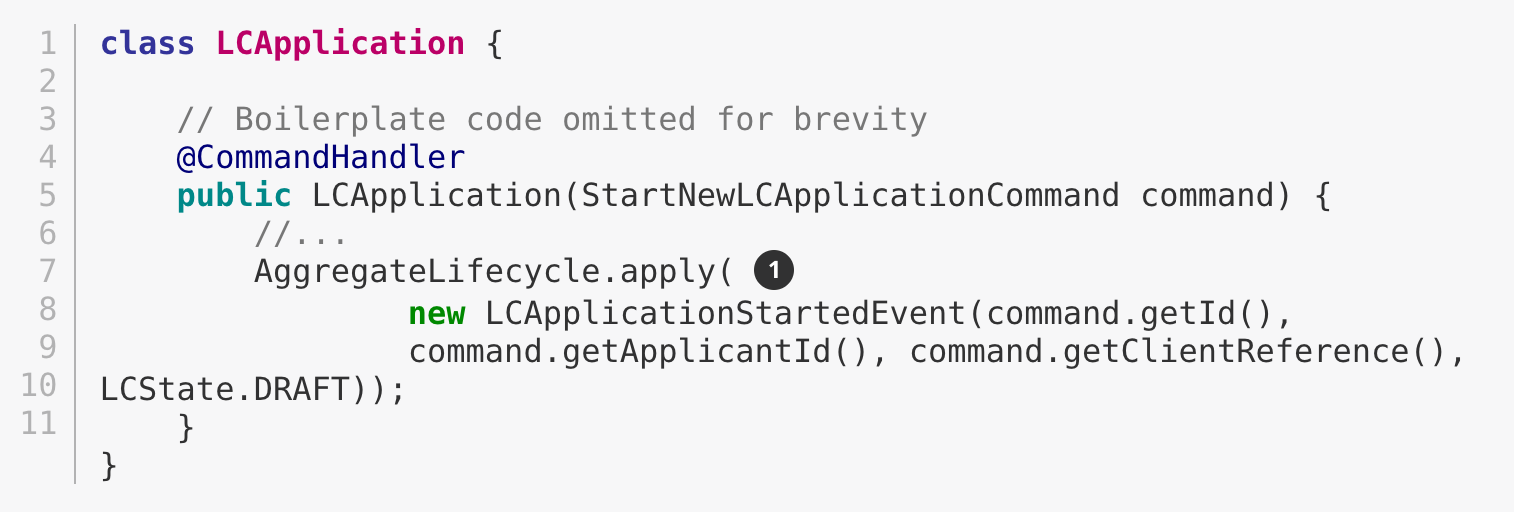 1 class LCApplication {
2
3     // Boilerplate code omitted for brevity
4     @CommandHandler
5     public LCApplication(StartNewLCApplicationCommand command) {
6         //...
7         AggregateLifecycle.apply( 1
8                 new LCApplicationStartedEvent(command.getId(),
9                 command.getApplicantId(), command.getClientReference(),
10 LCState.DRAFT));
11     }
}